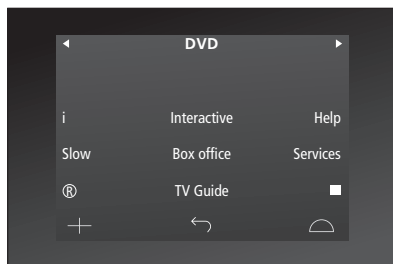 DVD
i Interactive Help
Slow Box office Services
® TV Guide